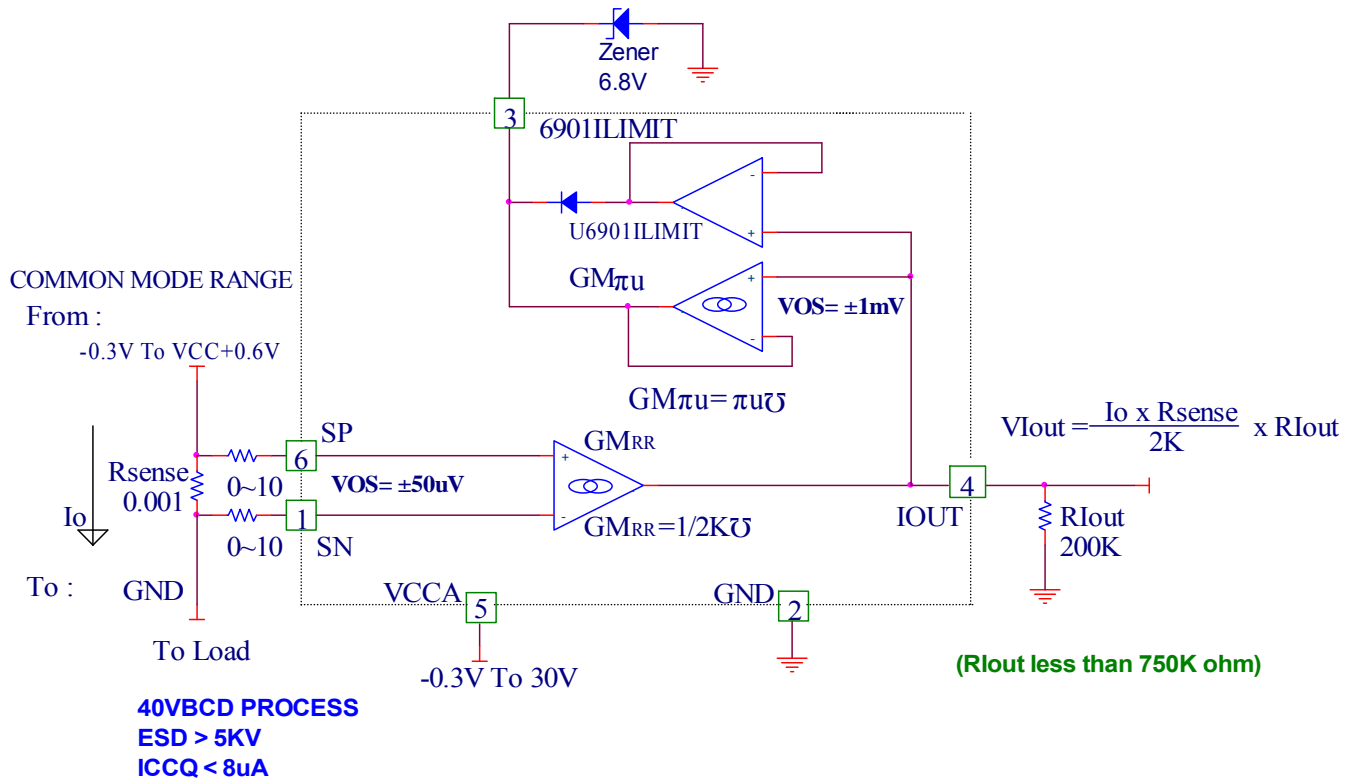 Zener
6.8V
3
6901ILIMIT
-
+
U6901ILIMIT
COMMON MODE RANGE
From :
-0.3V To VCC+0.6V
GMπu
+
-
VOS= ±1mV
GMπu= πu℧
VIout = Io x Rsense / 2K x RIout
SP
6
GMRR
+
-
Rsense
0.001
0~10
VOS= ±50uV
4
IOUT
RIout
200K
Io
1
SN
0~10
GMRR=1/2K℧
To :
GND
VCCA
5
GND
2
To Load
-0.3V To 30V
(RIout less than 750K ohm)
40VBCD PROCESS
ESD > 5KV
ICCQ < 8uA